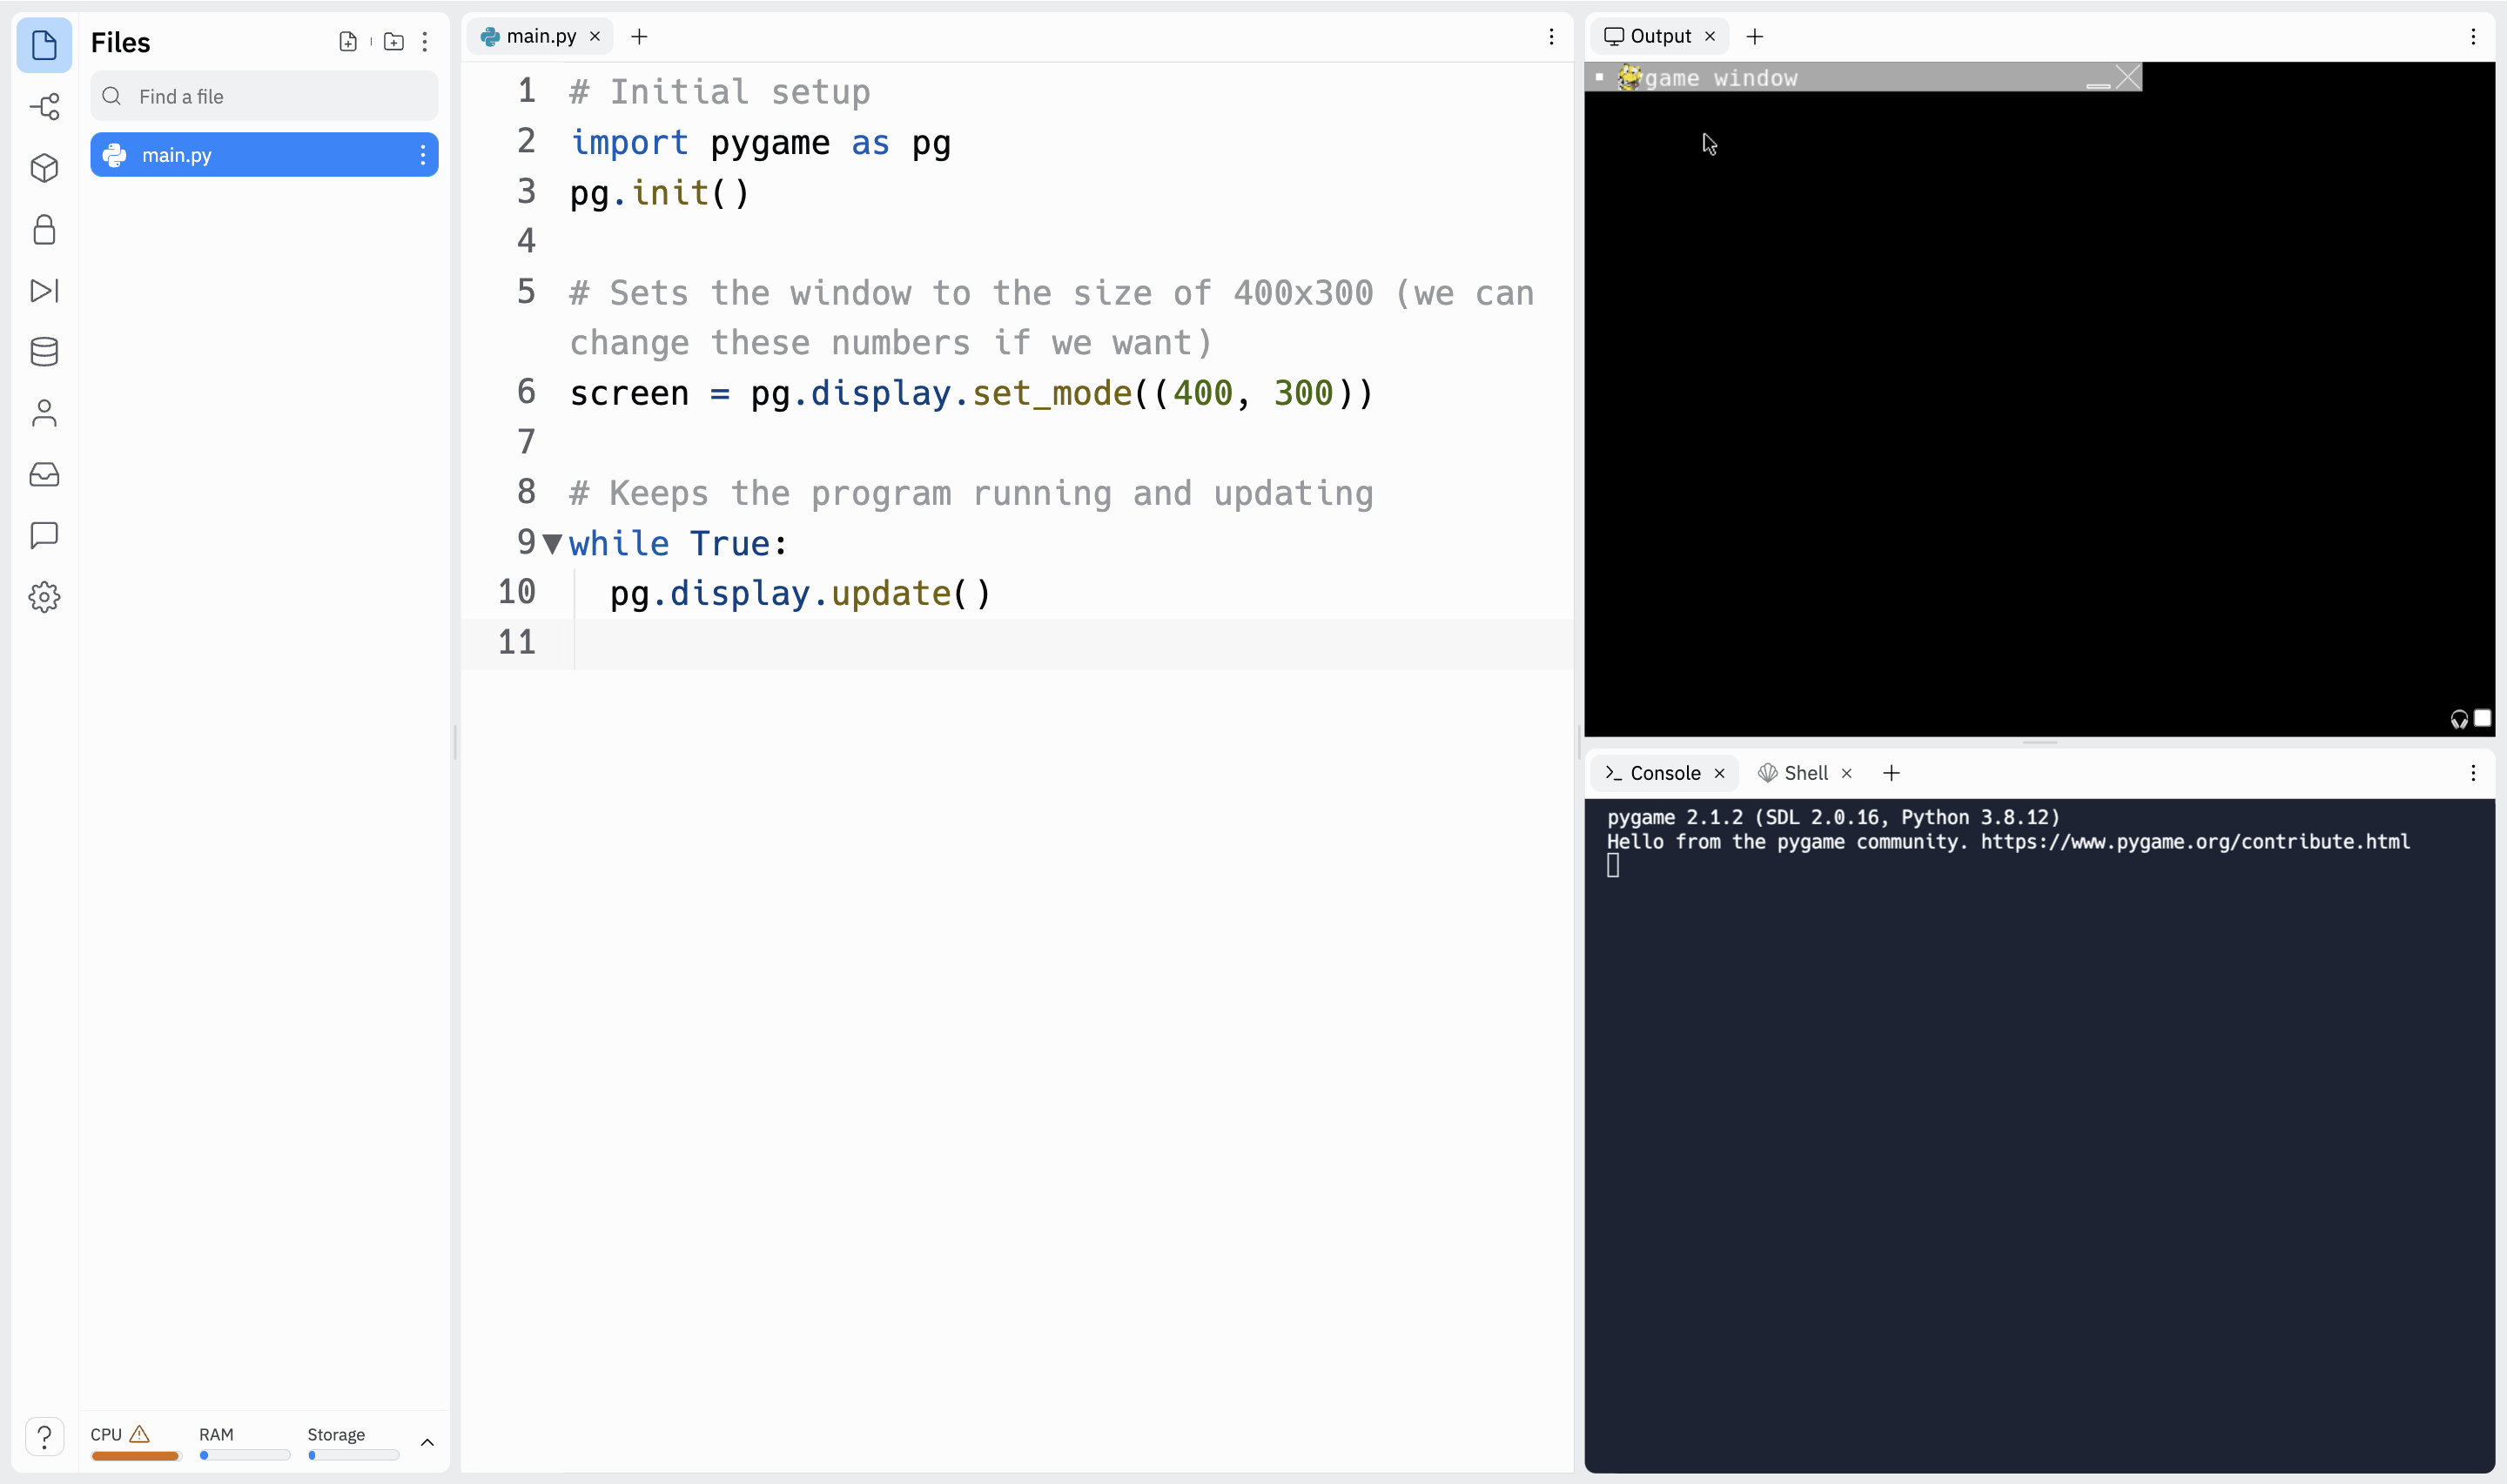 Files
Find a file
main.py
CPU
RAM
Storage
main.py
1 # Initial setup
2 import pygame as pg
3 pg.init()
4
5 # Sets the window to the size of 400x300 (we can
change these numbers if we want)
6 screen = pg.display.set_mode((400, 300))
7
8 # Keeps the program running and updating
9 while True:
10 pg.display.update()
11
Output
game window
Console
Shell
pygame 2.1.2 (SDL 2.0.16, Python 3.8.12)
Hello from the pygame community. https://www.pygame.org/contribute.html